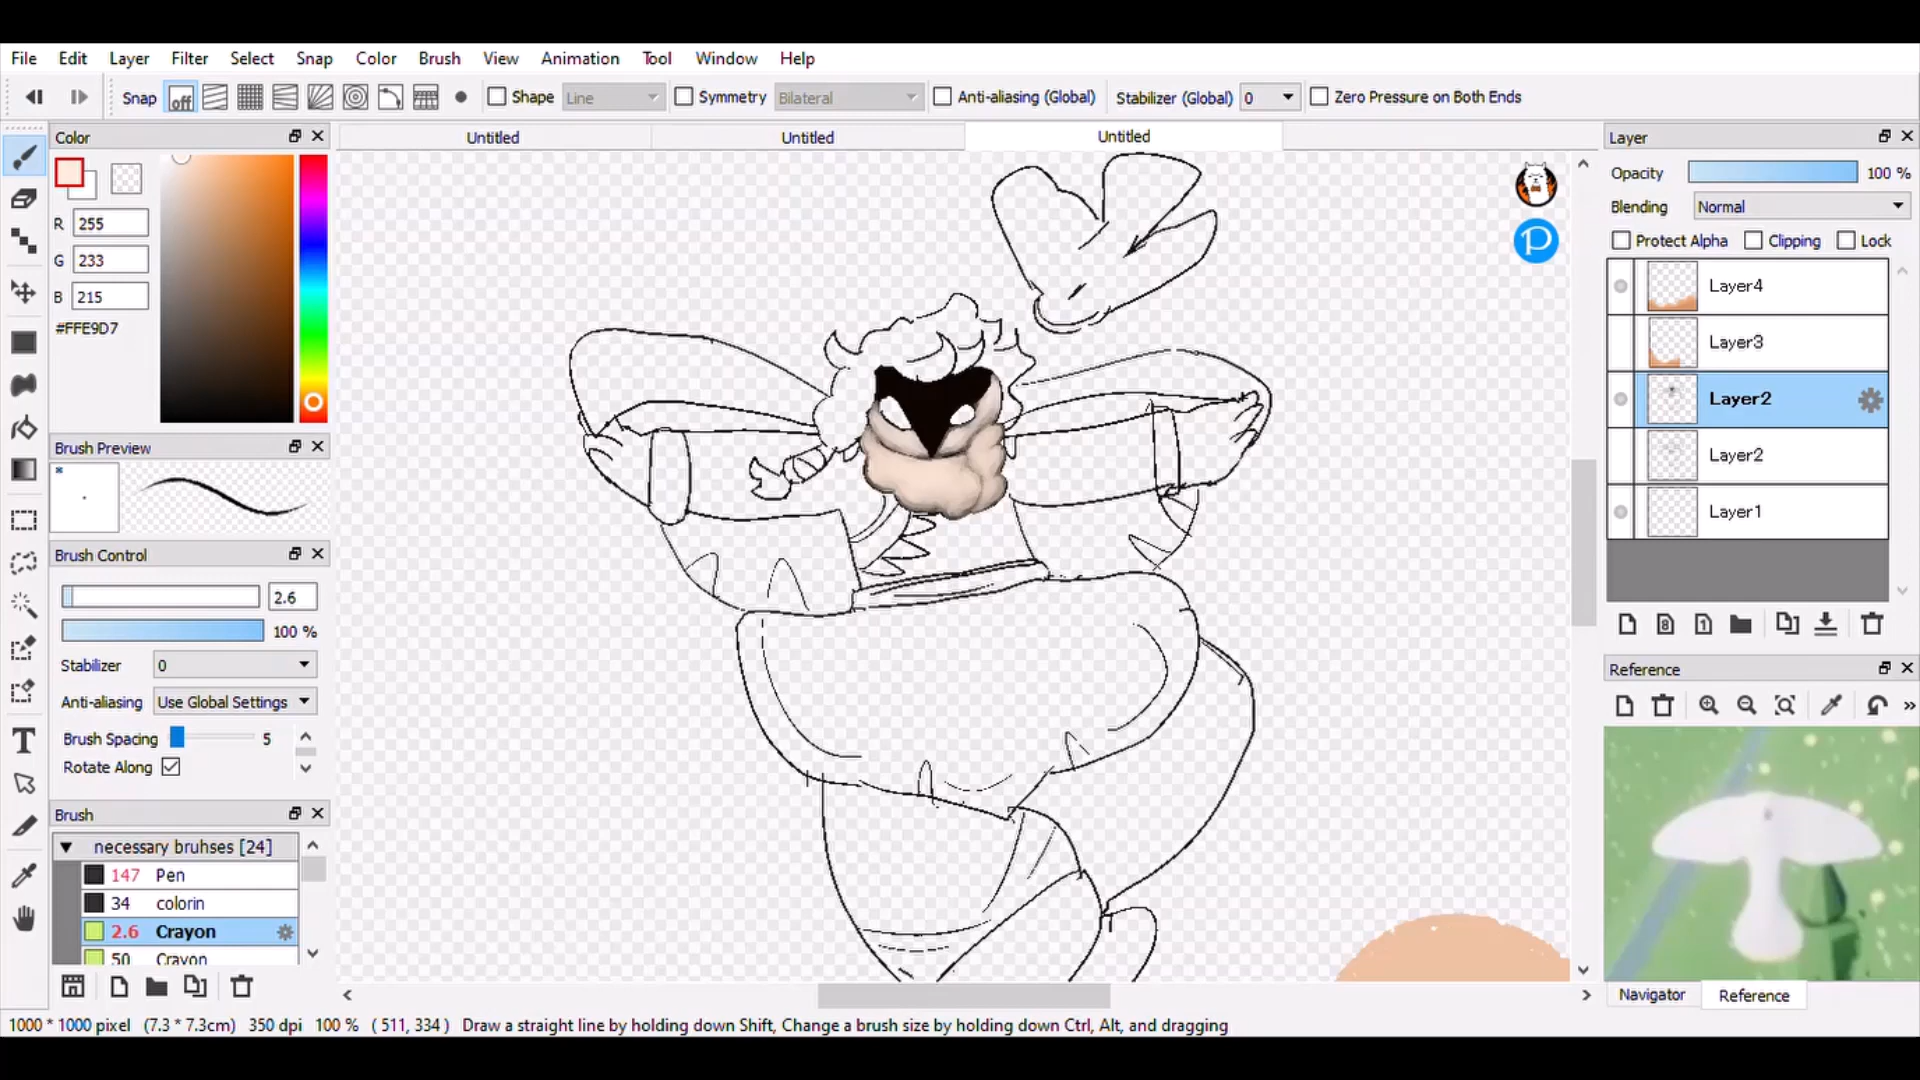 File Edit Layer Filter Select Snap Color Brush View Animation Tool Window Help
Snap off Shape Line Symmetry Bilateral Anti-aliasing (Global) Stabilizer (Global) 0 Zero Pressure on Both Ends
Color
R 255
G 233
B 215
#FFE9D7
Brush Preview
*
Brush Control
2.6
100 %
Stabilizer 0
Anti-aliasing Use Global Settings
Brush Spacing 5
Rotate Along
Brush
necessary bruhses [24]
147 Pen
34 colorin
2.6 Crayon
50 Crayon
Untitled Untitled Untitled
P
Layer
Opacity 100 %
Blending Normal
Protect Alpha Clipping Lock
Layer4
Layer3
Layer2
Layer2
Layer1
8 1
Reference
Navigator Reference
1000 * 1000 pixel (7.3 * 7.3cm) 350 dpi 100 % ( 511, 334 ) Draw a straight line by holding down Shift, Change a brush size by holding down Ctrl, Alt, and dragging